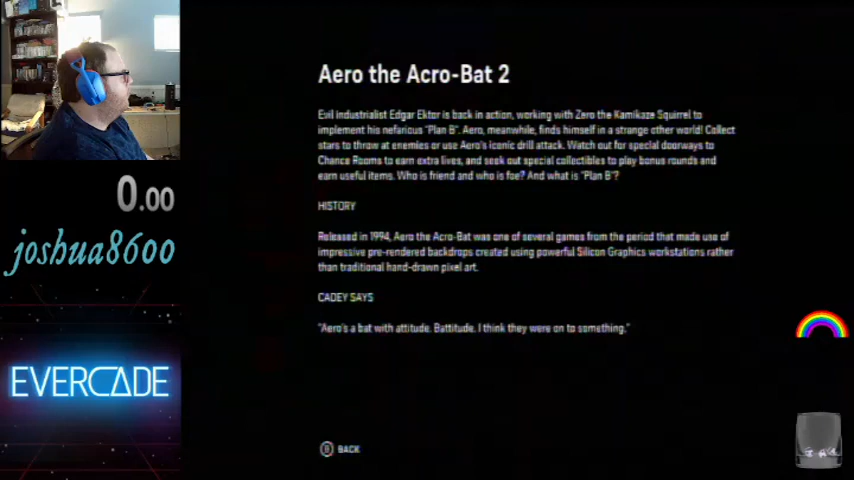 Aero the Acro-Bat 2
Evil industrialist Edgar Ektor is back in action, working with Zero the Kamikaze Squirrel to
implement his nefarious "Plan B". Aero, meanwhile, finds himself in a strange other world! Collect
stars to throw at enemies or use Aero's iconic drill attack. Watch out for special doorways to
Chance Rooms to earn extra lives, and seek out special collectibles to play bonus rounds and
earn useful items. Who is friend and who is foe? And what is "Plan B"?
HISTORY
Released in 1994, Aero the Acro-Bat was one of several games from the period that made use of
impressive pre-rendered backdrops created using powerful Silicon Graphics workstations rather
than traditional hand-drawn pixel art.
CADEY SAYS
"Aero's a bat with attitude. Battitude. I think they were on to something."
B BACK
0.00
joshua8600
EVERCADE